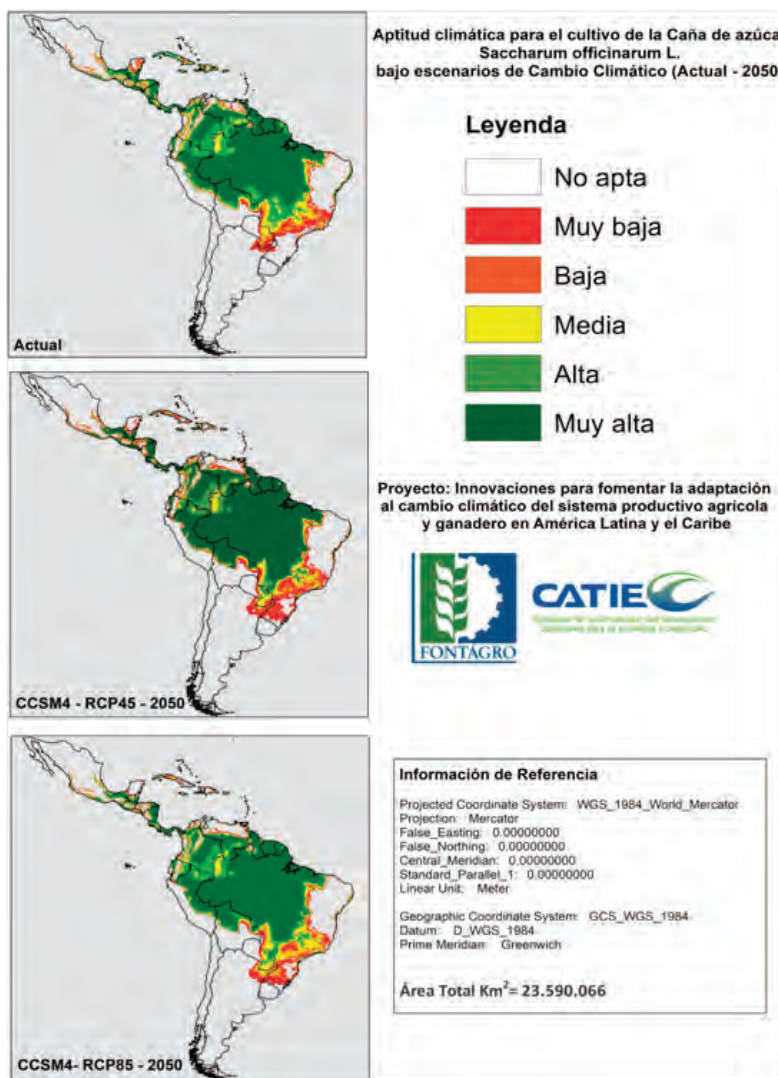 Aptitud climática para el cultivo de la Caña de azúca
Saccharum officinarum L.
bajo escenarios de Cambio Climático (Actual - 2050
Leyenda
No apta
Muy baja
Baja
Media
Alta
Muy alta
Actual
CCSM4 - RCP45 - 2050
CCSM4- RCP85 - 2050
Proyecto: Innovaciones para fomentar la adaptación
al cambio climático del sistema productivo agrícola
y ganadero en América Latina y el Caribe
FONTAGRO
CATIE
Información de Referencia
Projected Coordinate System: WGS_1984_World_Mercator
Projection: Mercator
False_Easting: 0.00000000
False_Northing: 0.00000000
Central_Meridian: 0.00000000
Standard_Parallel_1: 0.00000000
Linear Unit: Meter
Geographic Coordinate System: GCS_WGS_1984
Datum: D_WGS_1984
Prime Meridian: Greenwich
Área Total Km²= 23.590.066